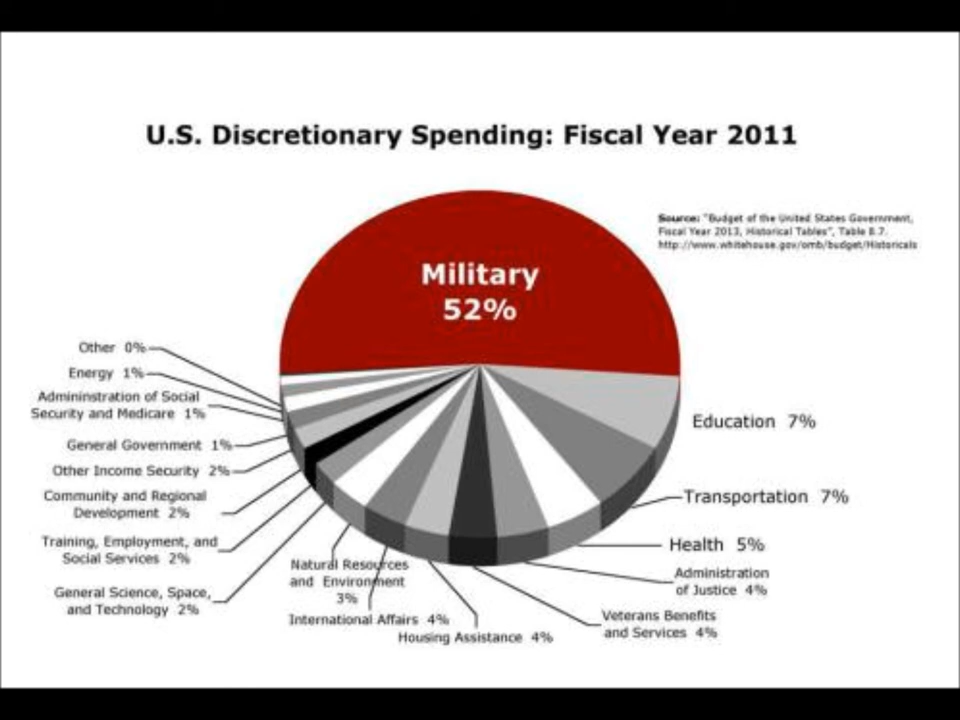 U.S. Discretionary Spending: Fiscal Year 2011
Source: "Budget of the United States Government,
Fiscal Year 2013, Historical Tables", Table 8.7.
http://www.whitehouse.gov/omb/budget/Historicals
Military
52%
Other 0%
Energy 1%
Admininstration of Social
Security and Medicare 1%
General Government 1%
Other Income Security 2%
Community and Regional
Development 2%
Training, Employment, and
Social Services 2%
General Science, Space,
and Technology 2%
Natural Resources
and Environment
3%
International Affairs 4%
Housing Assistance 4%
Veterans Benefits
and Services 4%
Administration
of Justice 4%
Health 5%
Transportation 7%
Education 7%